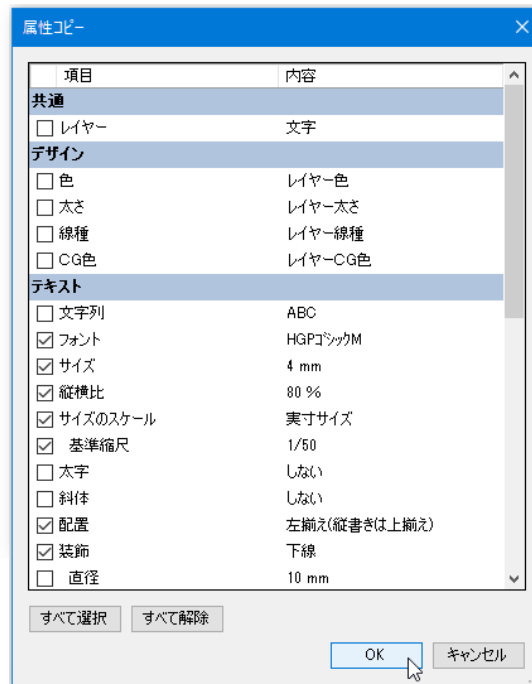 属性コピー
項目 内容
共通
レイヤー 文字
デザイン
色 レイヤー色
太さ レイヤー太さ
線種 レイヤー線種
CG色 レイヤーCG色
テキスト
文字列 ABC
フォント HGPゴシックM
サイズ 4 mm
縦横比 80 %
サイズのスケール 実寸サイズ
基準縮尺 1/50
太字 しない
斜体 しない
配置 左揃え(縦書きは上揃え)
装飾 下線
直径 10 mm
すべて選択 すべて解除
OK キャンセル